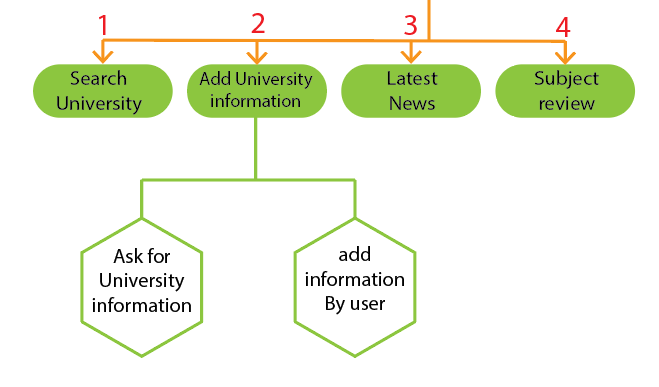 1
2
3
4
Search
University
Add University
information
Latest
News
Subject
review
Ask for
University
information
add
information
By user